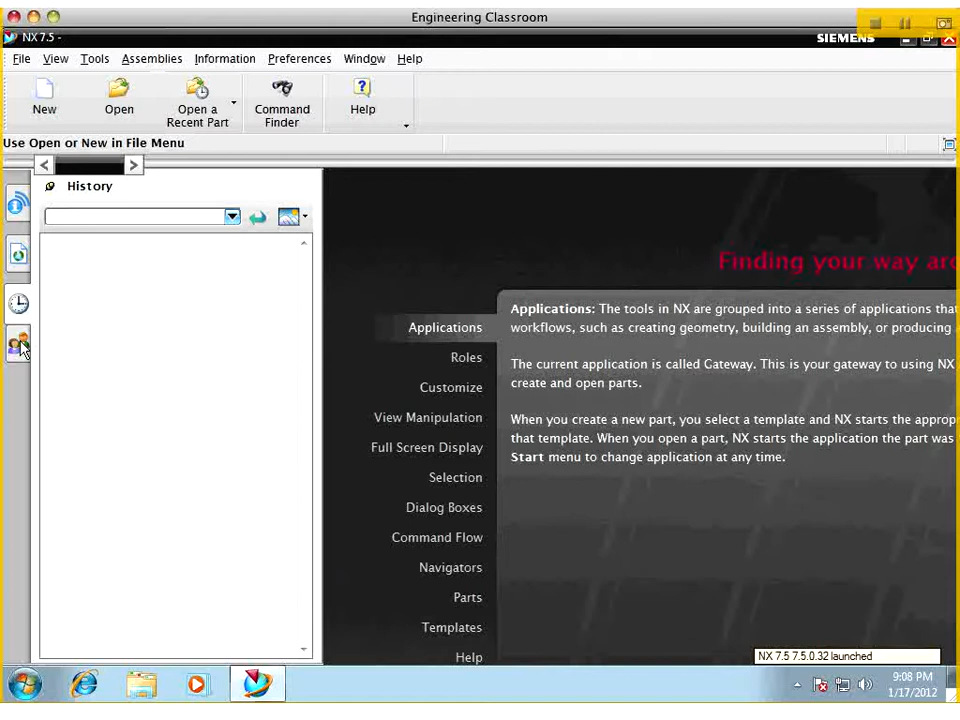 Engineering Classroom
NX 7.5 -
SIEMENS
File View Tools Assemblies Information Preferences Window Help
New
Open
Open a
Recent Part
Command
Finder
Help
Use Open or New in File Menu
History
Finding your way
Applications
Roles
Customize
View Manipulation
Full Screen Display
Selection
Dialog Boxes
Command Flow
Navigators
Parts
Templates
Help
Applications: The tools in NX are grouped into a series of applications that
workflows, such as creating geometry, building an assembly, or producing
The current application is called Gateway. This is your gateway to using NX
create and open parts.
When you create a new part, you select a template and NX starts the approp
that template. When you open a part, NX starts the application the part was
Start menu to change application at any time.
NX 7.5 7.5.0.32 launched
9:08 PM
1/17/2012